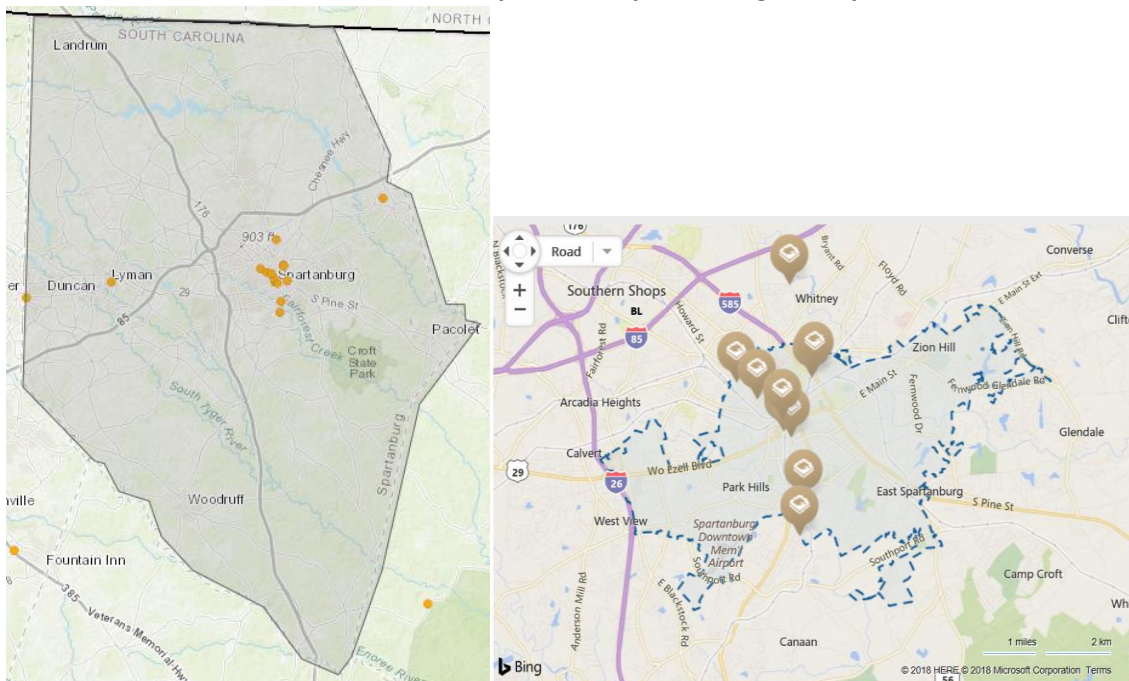 NORTH
SOUTH CAROLINA
Landrum
Chesnee Hwy
176
903 ft
Lyman
Duncan
Spartanburg
29
S Pine St
85
Fairforest Creek
Pacolet
Croft
State
Park
South Tyger
River
Spartanburg
Woodruff
Fountain Inn
385
Veterans Memorial Hwy
Enoree River
176
Road
+
−
N Blackstock
Southern Shops
BL
585
85
Howard St
Fairforest Rd
Whitney
Bryant Rd
Floyd Rd
Converse
E Main St Ext
Zion Hill
E Main St
Fernwood Dr
Fernwood Glendale Rd
Arcadia Heights
Glendale
Calvert
29
26
Wo Ezell Blvd
Park Hills
East Spartanburg
S Pine St
West View
Spartanburg
Downtown
Mem'l
Airport
Southport Rd
Southport Rd
Camp Croft
Anderson Mill Rd
E Blackstock Rd
Canaan
56
1 miles
2 km
Bing
© 2018 HERE © 2018 Microsoft Corporation Terms